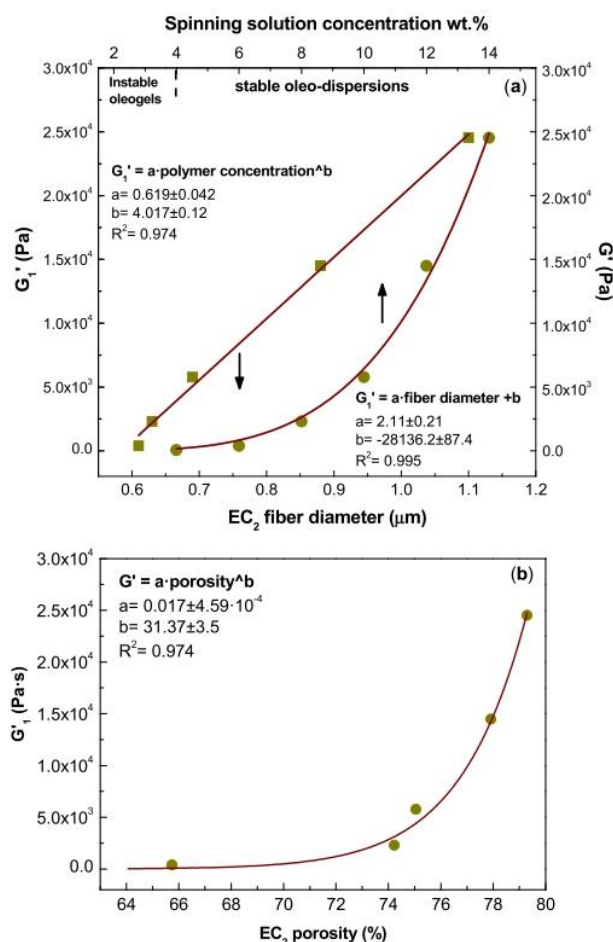 Spinning solution concentration wt.%
2 4 6 8 10 12 14
3.0x10⁴ 3.0x10⁴
Instable
oleogels
stable oleo-dispersions
(a)
2.5x10⁴ 2.5x10⁴
G₁' = a·polymer concentration^b
a= 0.619±0.042
b= 4.017±0.12
R²= 0.974
2.0x10⁴ 2.0x10⁴
G₁' (Pa)
G' (Pa)
1.5x10⁴ 1.5x10⁴
1.0x10⁴ 1.0x10⁴
G₁' = a·fiber diameter +b
a= 2.11±0.21
b= -28136.2±87.4
R²= 0.995
5.0x10³ 5.0x10³
0.0 0.0
0.6 0.7 0.8 0.9 1.0 1.1 1.2
EC₂ fiber diameter (μm)
3.0x10⁴
G' = a·porosity^b
(b)
a= 0.017±4.59·10⁻⁴
b= 31.37±3.5
R²= 0.974
2.5x10⁴
2.0x10⁴
G'₁ (Pa·s)
1.5x10⁴
1.0x10⁴
5.0x10³
0.0
64 66 68 70 72 74 76 78 80
EC₂ porosity (%)